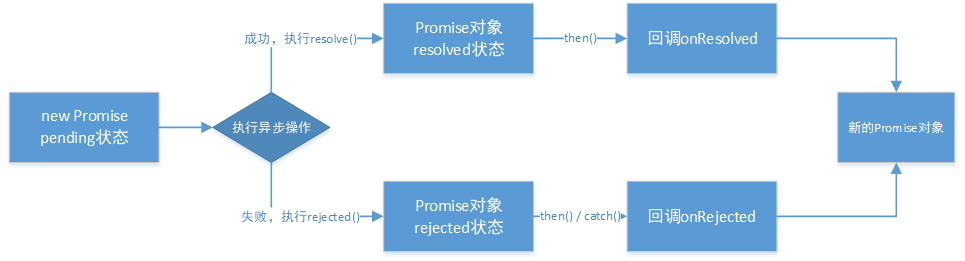 new Promise
pending状态
执行异步操作
成功，执行resolve()
Promise对象
resolved状态
then()
回调onResolved
失败，执行rejected()
Promise对象
rejected状态
then() / catch()
回调onRejected
新的Promise对象